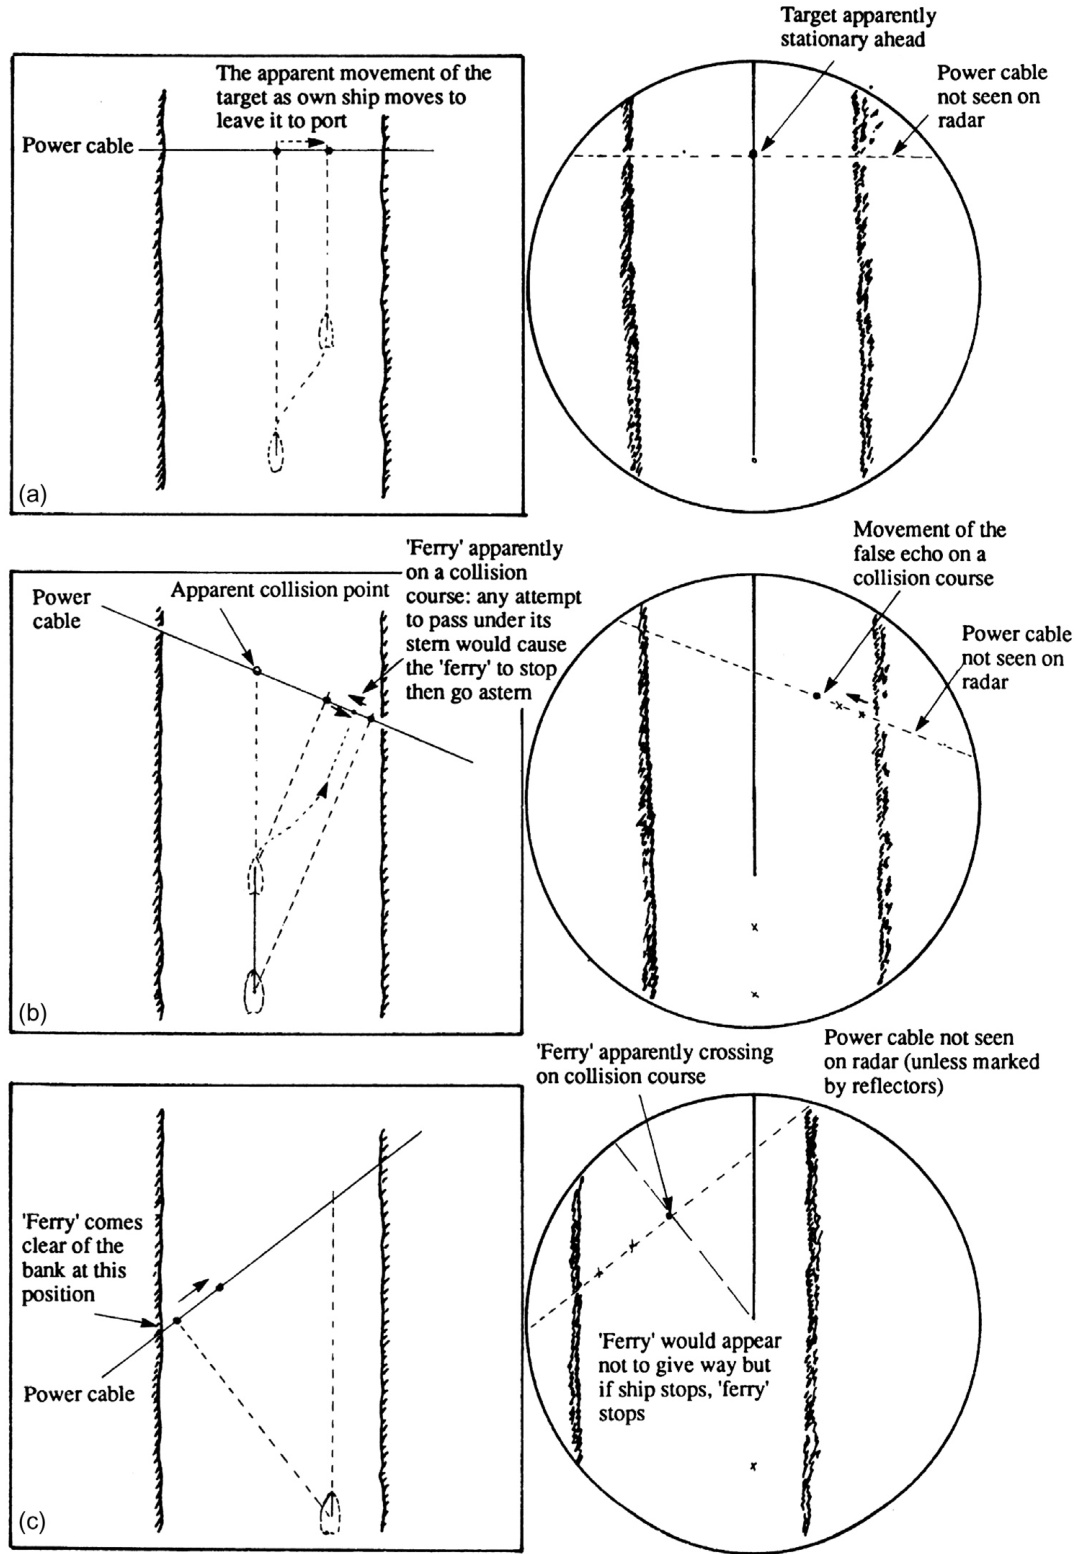 Target apparently
stationary ahead
The apparent movement of the
target as own ship moves to
leave it to port
Power cable
not seen on
radar
Power cable
(a)
Movement of the
false echo on a
collision course
'Ferry' apparently
on a collision
course: any attempt
to pass under its
stern would cause
the 'ferry' to stop
then go astern
Apparent collision point
Power
cable
Power cable
not seen on
radar
(b)
Power cable not seen
on radar (unless marked
by reflectors)
'Ferry' apparently crossing
on collision course
'Ferry' comes
clear of the
bank at this
position
Power cable
'Ferry' would appear
not to give way but
if ship stops, 'ferry'
stops
(c)